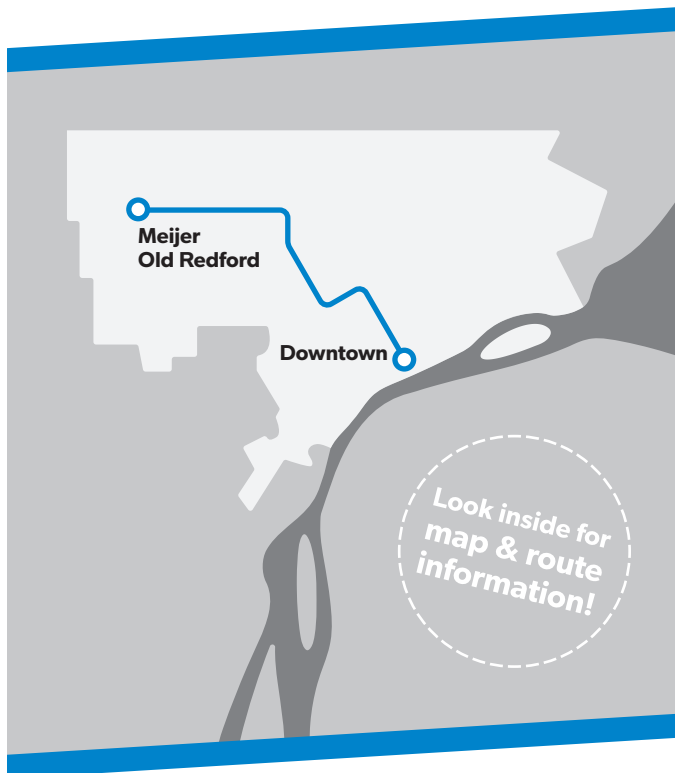 Meijer
Old Redford
Downtown
Look inside for
map & route
information!